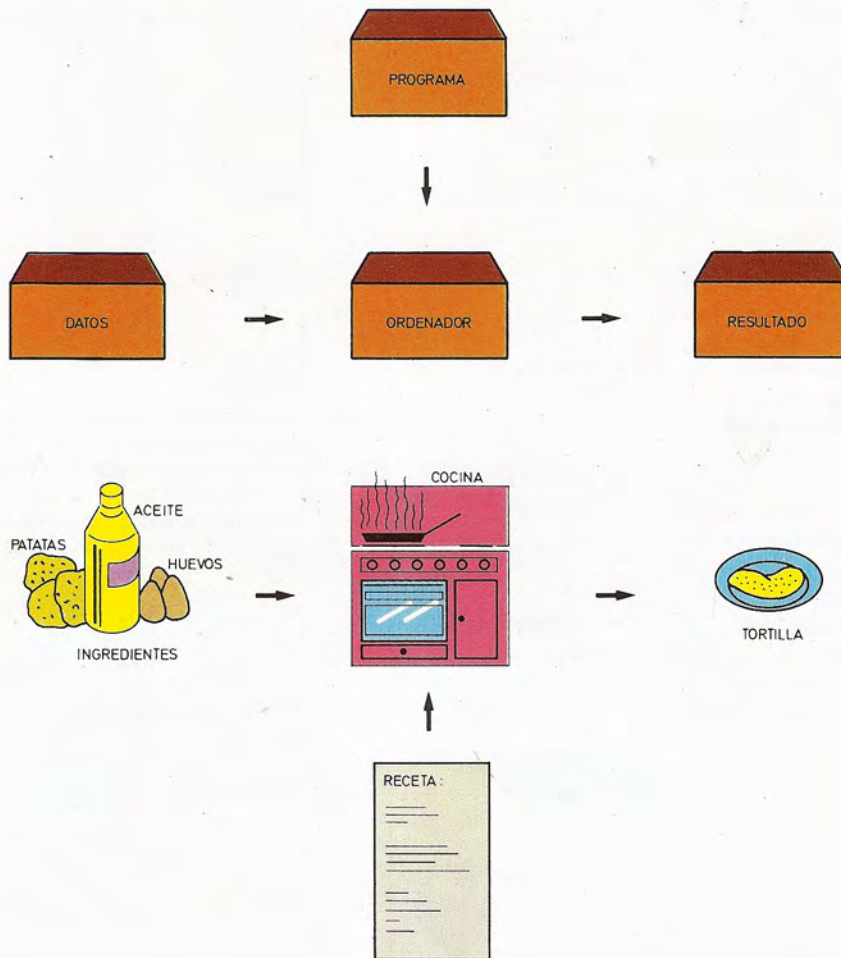 PROGRAMA
DATOS
ORDENADOR
RESULTADO
COCINA
ACEITE
PATATAS
HUEVOS
INGREDIENTES
TORTILLA
RECETA: